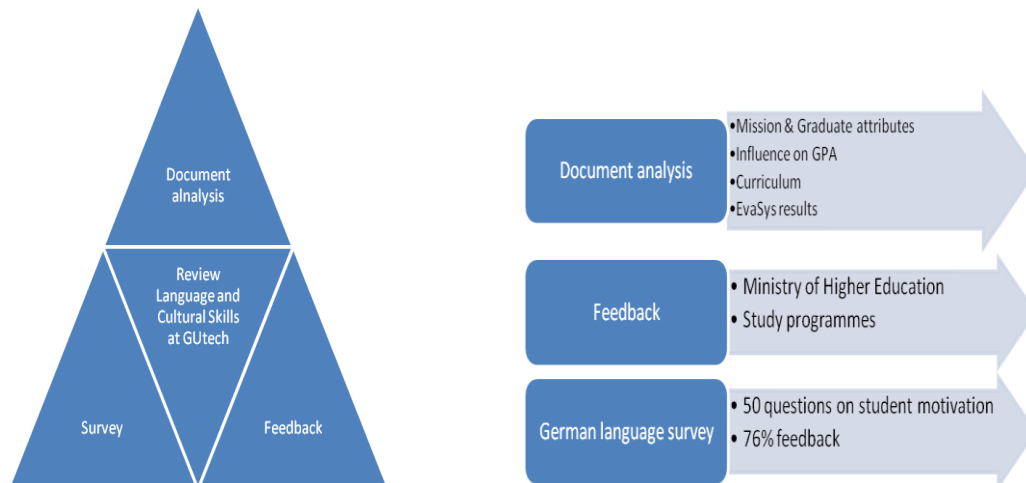 Document
alnalysis
Review
Language and
Cultural Skills
at GUtech
Survey
Feedback
Document analysis
•Mission & Graduate attributes
•Influence on GPA
•Curriculum
•EvaSys results
Feedback
• Ministry of Higher Education
• Study programmes
German language survey
• 50 questions on student motivation
• 76% feedback